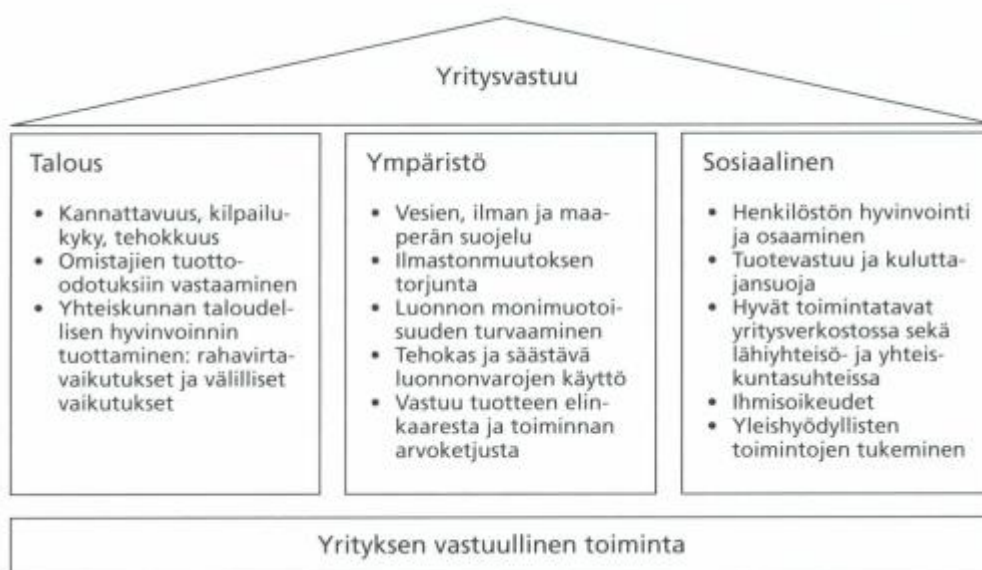 Yritysvastuu
Talous
• Kannattavuus, kilpailu-
kyky, tehokkuus
• Omistajien tuotto-
odotuksiin vastaaminen
• Yhteiskunnan taloudel-
lisen hyvinvoinnin
tuottaminen: rahavirta-
vaikutukset ja välilliset
vaikutukset
Ympäristö
• Vesien, ilman ja maa-
perän suojelu
• Ilmastonmuutoksen
torjunta
• Luonnon monimuotoi-
suuden turvaaminen
• Tehokas ja säästävä
luonnonvarojen käyttö
• Vastuu tuotteen elin-
kaaresta ja toiminnan
arvoketjusta
Sosiaalinen
• Henkilöstön hyvinvointi
ja osaaminen
• Tuotevastuu ja kulutta-
jansuoja
• Hyvät toimintatavat
yritysverkostossa sekä
lähiyhteisö- ja yhteis-
kuntasuhteissa
• Ihmisoikeudet
• Yleishyödyllisten
toimintojen tukeminen
Yrityksen vastuullinen toiminta